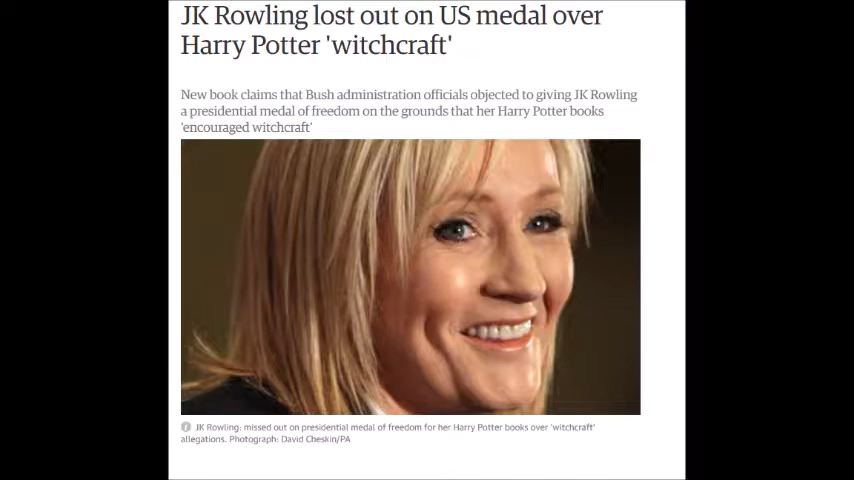 JK Rowling lost out on US medal over
Harry Potter 'witchcraft'
New book claims that Bush administration officials objected to giving JK Rowling
a presidential medal of freedom on the grounds that her Harry Potter books
'encouraged witchcraft'
JK Rowling: missed out on presidential medal of freedom for her Harry Potter books over 'witchcraft'
allegations. Photograph: David Cheskin/PA